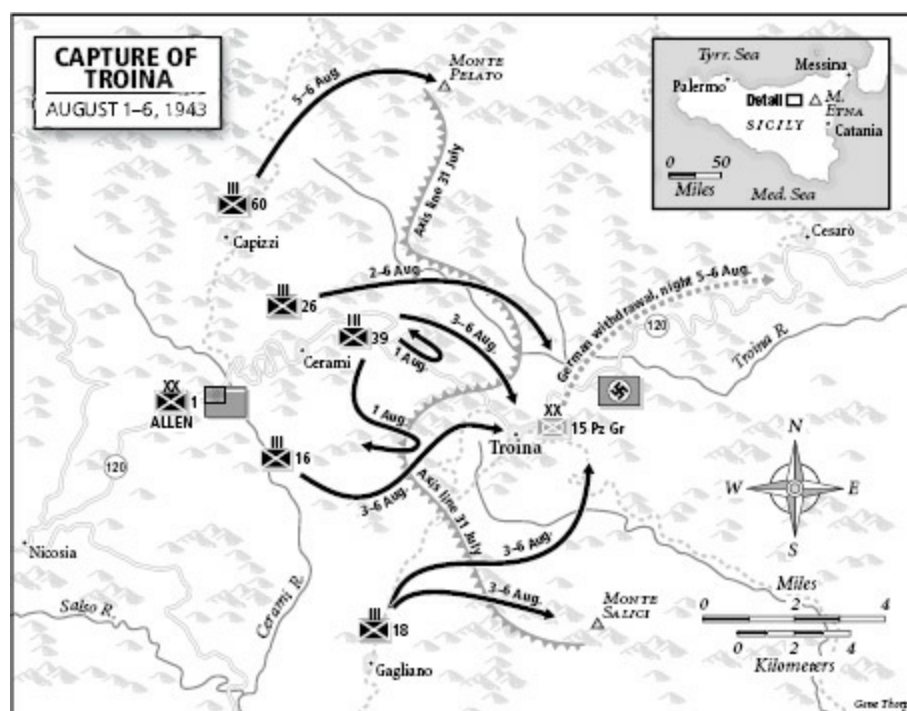 CAPTURE OF
TROINA
AUGUST 1–6, 1943
MONTE
PELATO
5–6 Aug.
Axis line 31 July
III
60
Capizzi
Tyrr. Sea
Messina
Palermo
Detail
M.
ETNA
SICILY
Catania
0 50
Miles
Med. Sea
Cesarò
2–6 Aug.
III
26
German withdrawal, night 5–6 Aug.
120
Troina R.
III
39
3–6 Aug.
1 Aug.
Cerami
XX
1
ALLEN
1 Aug.
XX
15 Pz Gr
Troina
III
16
3–6 Aug.
Axis line 31 July
120
N
W E
S
Nicosia
Salso R.
Cerami R.
3–6 Aug.
3–6 Aug.
MONTE
SALICI
III
18
Gagliano
Miles
0 2 4
0 2 4
Kilometers
Gene Thorp